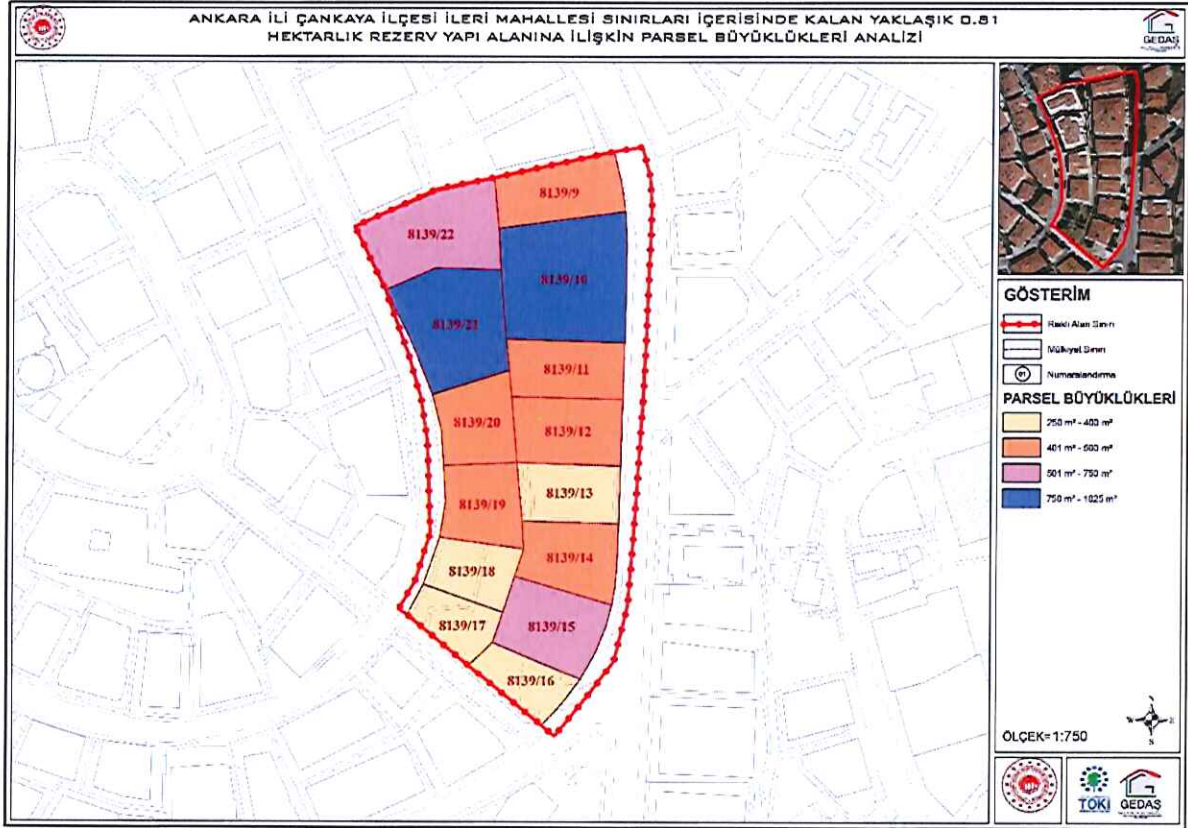 ANKARA İLİ ÇANKAYA İLÇESİ İLERİ MAHALLESİ SINIRLARI İÇERİSİNDE KALAN YAKLAŞIK 0.81
HEKTARLIK REZERV YAPI ALANINA İLİŞKİN PARSEL BÜYÜKLÜKLERİ ANALİZİ
GEDAŞ
8139/9
8139/22
8139/10
8139/21
8139/11
8139/20
8139/12
8139/13
8139/19
8139/14
8139/18
8139/17
8139/15
8139/16
GÖSTERİM
Riskli Alan Sınırı
Mülkiyet Sınırı
Numaralandırma
PARSEL BÜYÜKLÜKLERİ
250 m² - 400 m²
401 m² - 500 m²
501 m² - 750 m²
750 m² - 1025 m²
W
S
ÖLÇEK=1:750
TOKİ
GEDAŞ